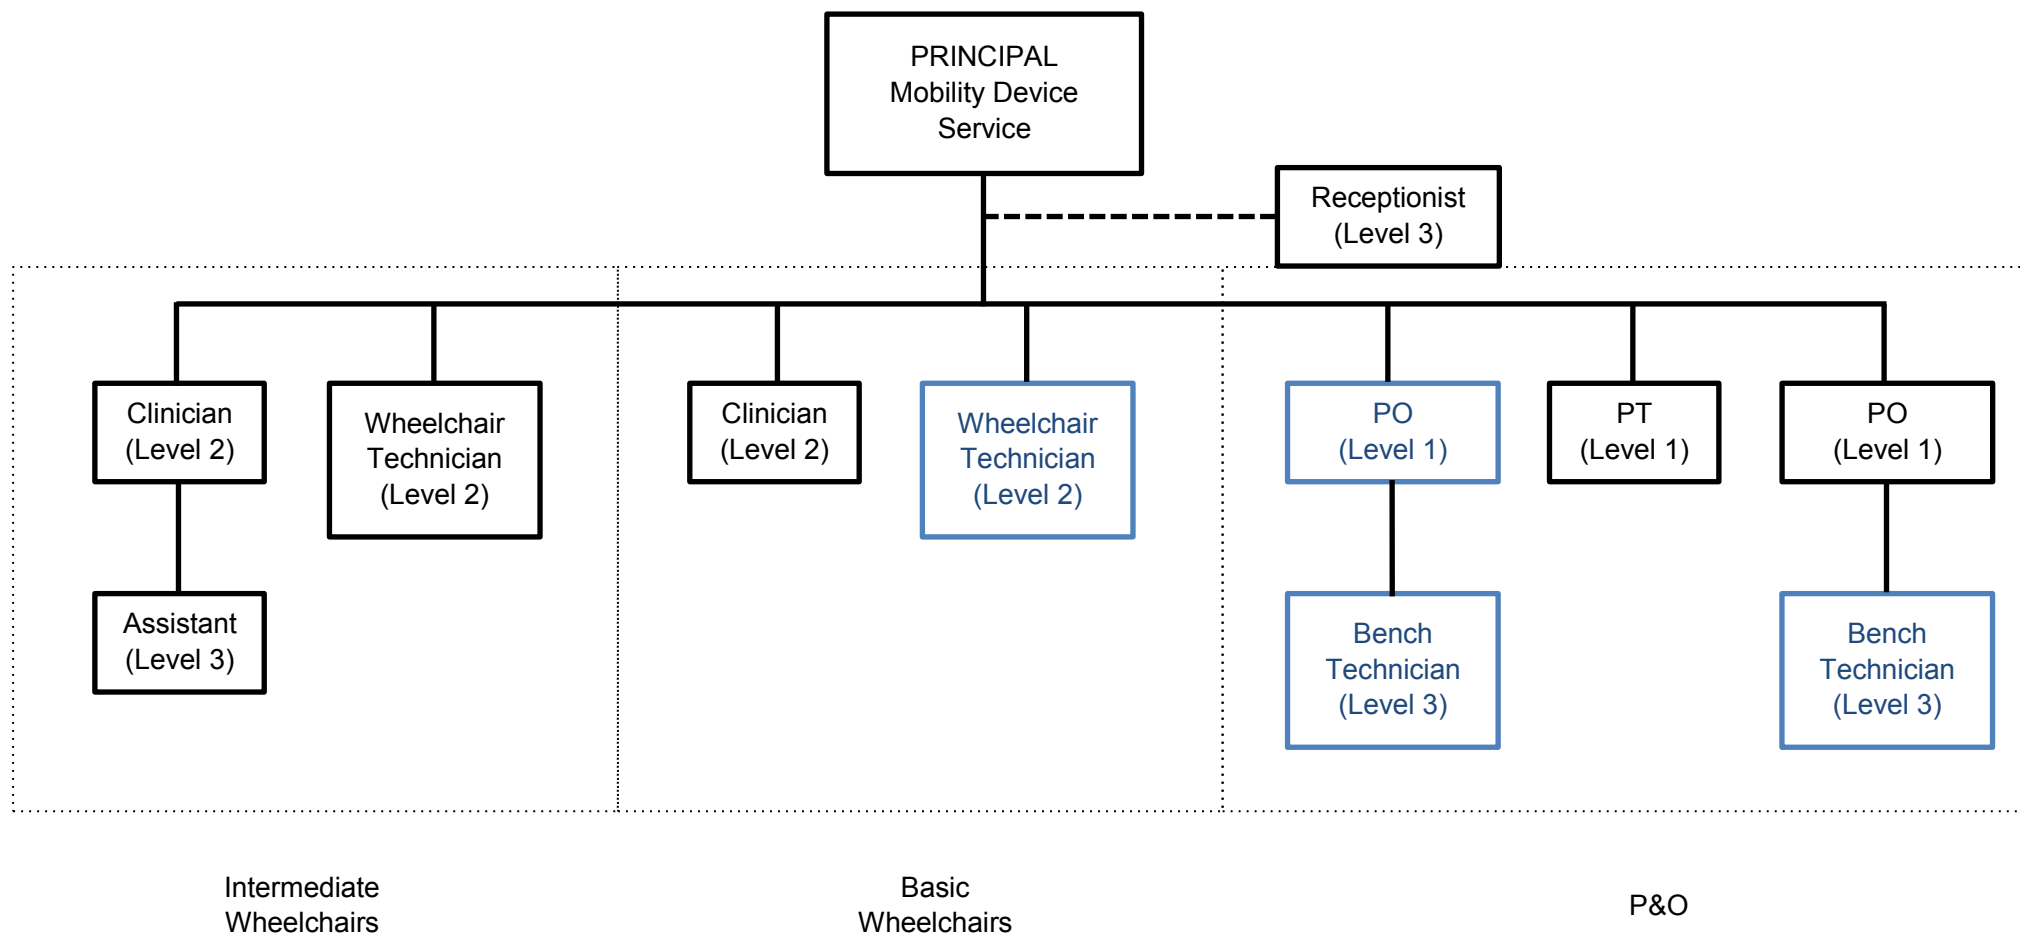 PRINCIPAL
Mobility Device
Service
Receptionist
(Level 3)
Clinician
(Level 2)
Wheelchair
Technician
(Level 2)
Clinician
(Level 2)
Wheelchair
Technician
(Level 2)
PO
(Level 1)
PT
(Level 1)
PO
(Level 1)
Assistant
(Level 3)
Bench
Technician
(Level 3)
Bench
Technician
(Level 3)
Intermediate
Wheelchairs
Basic
Wheelchairs
P&O